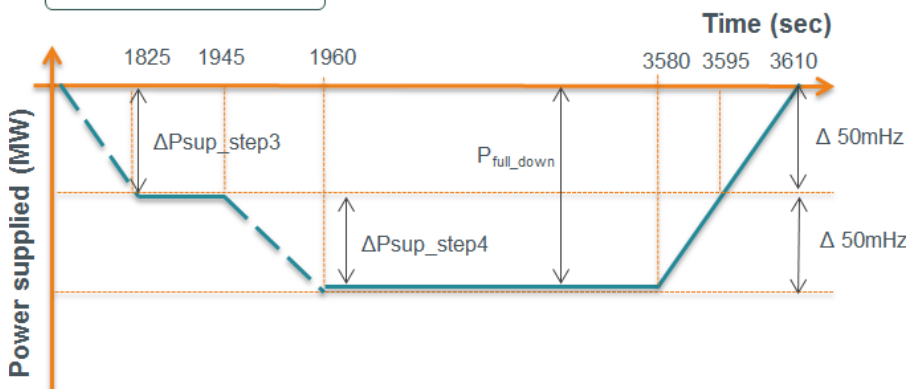 Time (sec)
1825 1945 1960 3580 3595 3610
Power supplied (MW)
ΔPsup_step3
Pfull_down
Δ 50mHz
ΔPsup_step4
Δ 50mHz